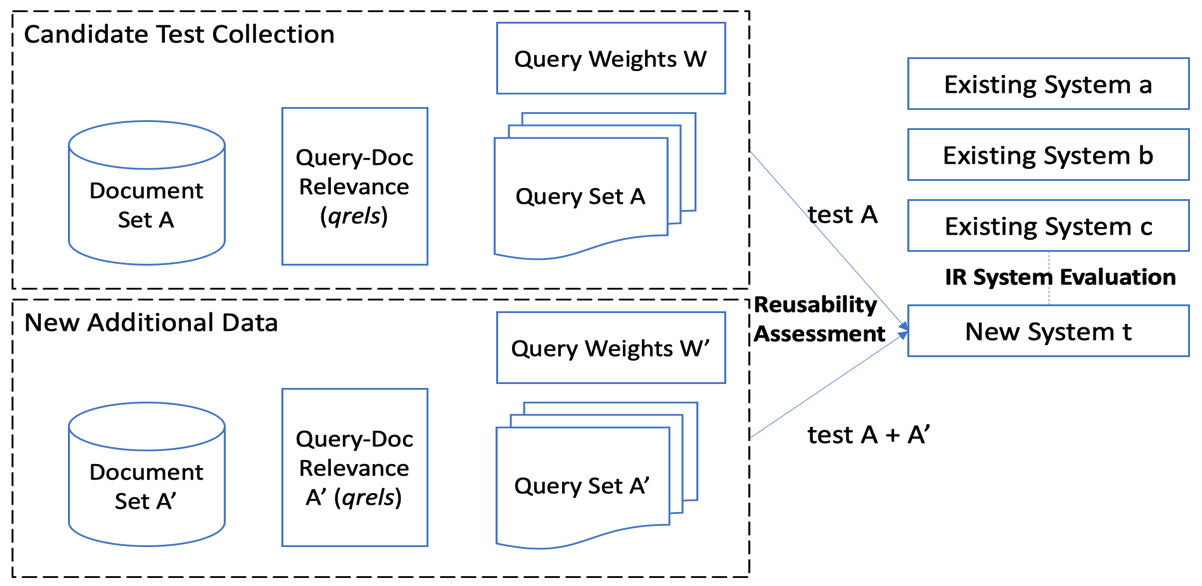 Candidate Test Collection
Query Weights W
Document
Set A
Query-Doc
Relevance
(qrels)
Query Set A
New Additional Data
Query Weights W’
Document
Set A’
Query-Doc
Relevance
A’ (qrels)
Query Set A’
test A
Reusability
Assessment
test A + A’
Existing System a
Existing System b
Existing System c
IR System Evaluation
New System t